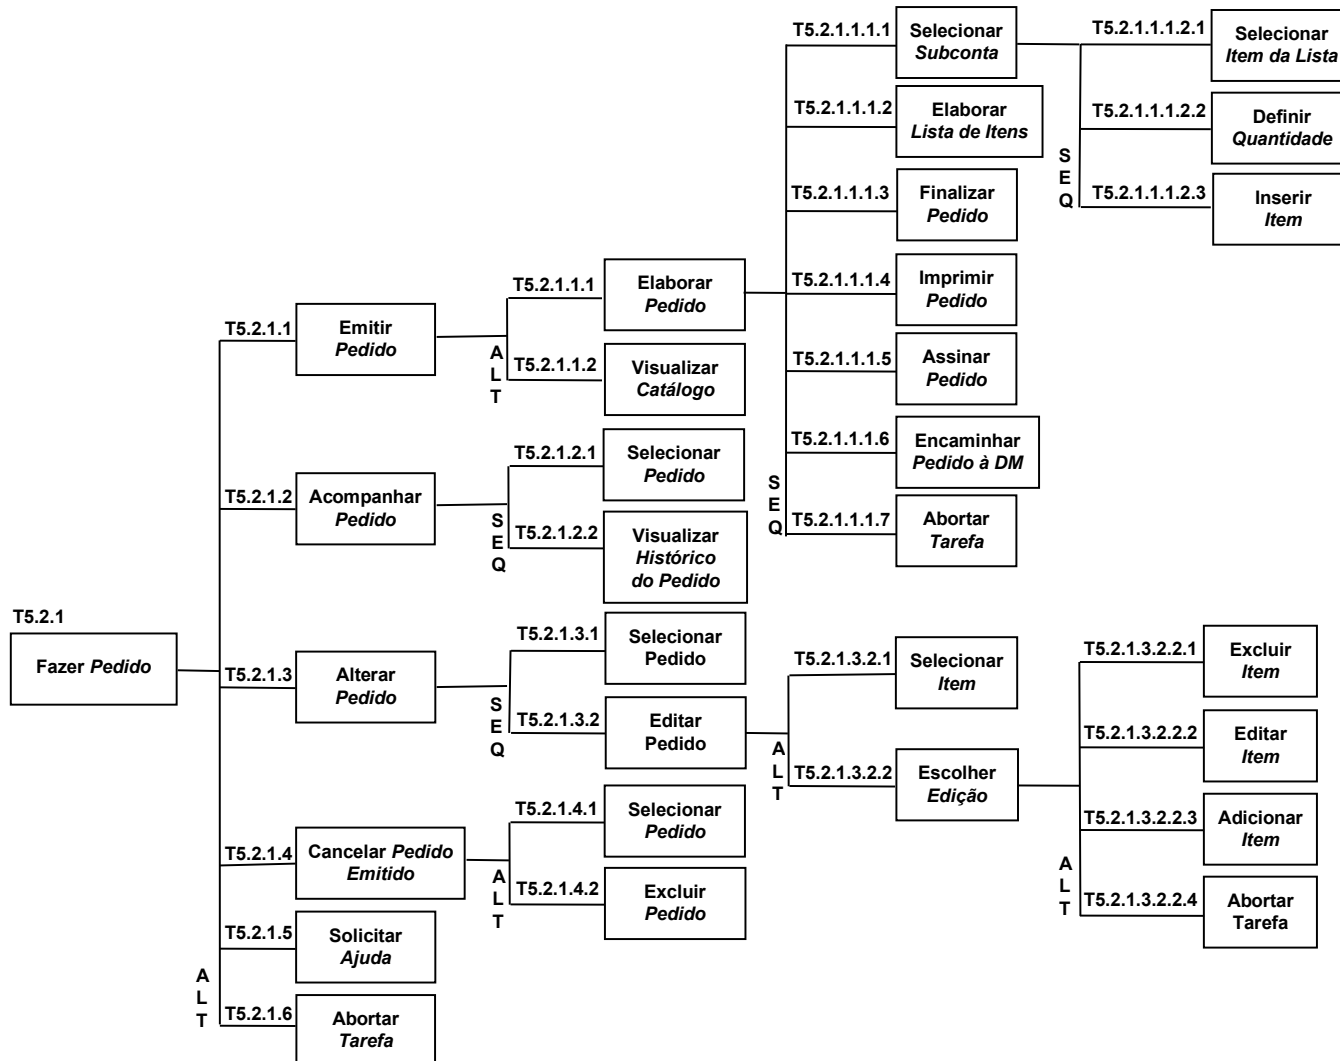 T5.2.1
Fazer Pedido
A
L
T
T5.2.1.1
Emitir
Pedido
A
L
T
T5.2.1.1.1
Elaborar
Pedido
S
E
Q
T5.2.1.1.1.1
Selecionar
Subconta
S
E
Q
T5.2.1.1.1.2.1
Selecionar
Item da Lista
T5.2.1.1.1.2.2
Definir
Quantidade
T5.2.1.1.1.2.3
Inserir
Item
T5.2.1.1.1.2
Elaborar
Lista de Itens
T5.2.1.1.1.3
Finalizar
Pedido
T5.2.1.1.1.4
Imprimir
Pedido
T5.2.1.1.1.5
Assinar
Pedido
T5.2.1.1.1.6
Encaminhar
Pedido à DM
T5.2.1.1.1.7
Abortar
Tarefa
T5.2.1.1.2
Visualizar
Catálogo
T5.2.1.2
Acompanhar
Pedido
S
E
Q
T5.2.1.2.1
Selecionar
Pedido
T5.2.1.2.2
Visualizar
Histórico
do Pedido
T5.2.1.3
Alterar
Pedido
S
E
Q
T5.2.1.3.1
Selecionar
Pedido
T5.2.1.3.2
Editar
Pedido
A
L
T
T5.2.1.3.2.1
Selecionar
Item
T5.2.1.3.2.2
Escolher
Edição
A
L
T
T5.2.1.3.2.2.1
Excluir
Item
T5.2.1.3.2.2.2
Editar
Item
T5.2.1.3.2.2.3
Adicionar
Item
T5.2.1.3.2.2.4
Abortar
Tarefa
T5.2.1.4
Cancelar Pedido
Emitido
A
L
T
T5.2.1.4.1
Selecionar
Pedido
T5.2.1.4.2
Excluir
Pedido
T5.2.1.5
Solicitar
Ajuda
T5.2.1.6
Abortar
Tarefa